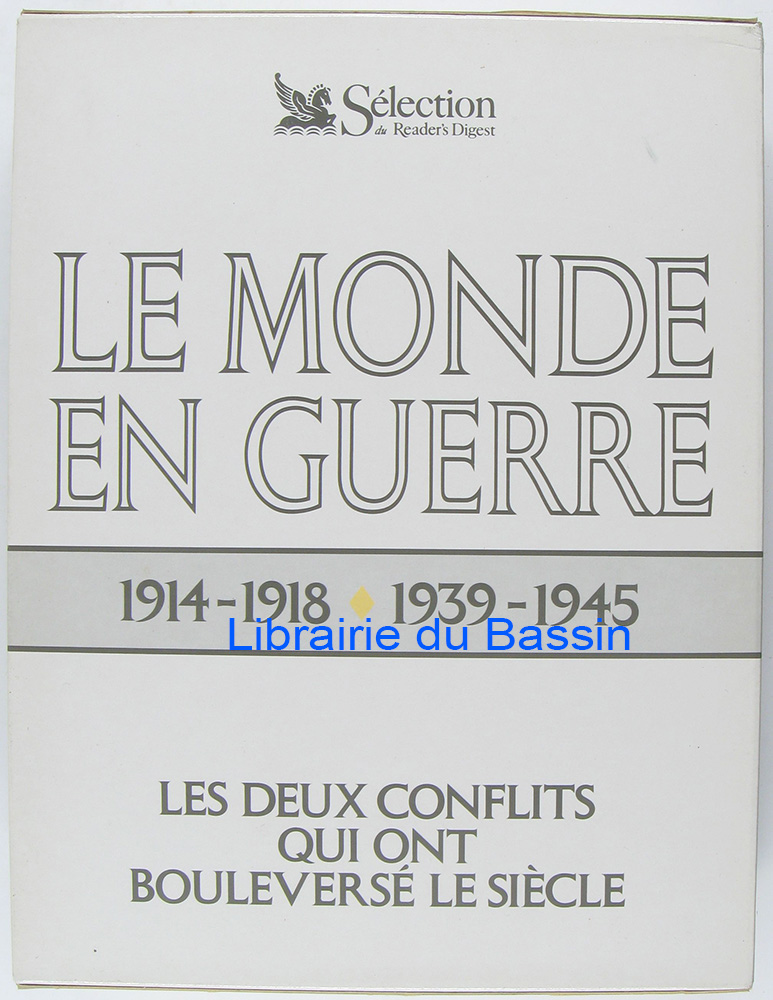 Sélection
du Reader's Digest
LE MONDE
EN GUERRE
1914-1918 ♦ 1939-1945
Librairie du Bassin
LES DEUX CONFLITS
QUI ONT
BOULEVERSÉ LE SIÈCLE